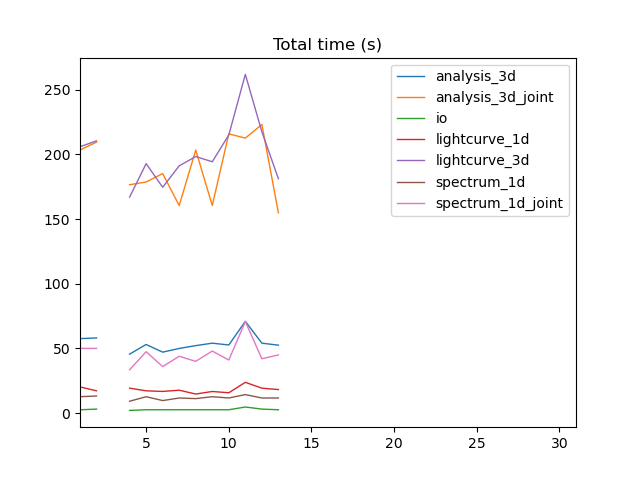 Total time (s)
250
200
150
100
50
0
5
10
15
20
25
30
analysis_3d
analysis_3d_joint
io
lightcurve_1d
lightcurve_3d
spectrum_1d
spectrum_1d_joint